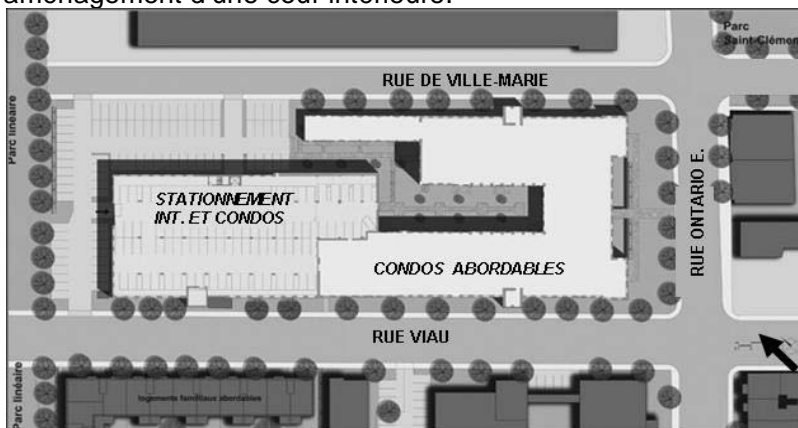 aménagement d'une cour intérieure.
Parc
Saint-Clément
RUE DE VILLE-MARIE
Parc linéaire
STATIONNEMENT
INT. ET CONDOS
RUE ONTARIO E.
CONDOS ABORDABLES
RUE VIAU
Parc linéaire
logements familiaux abordables